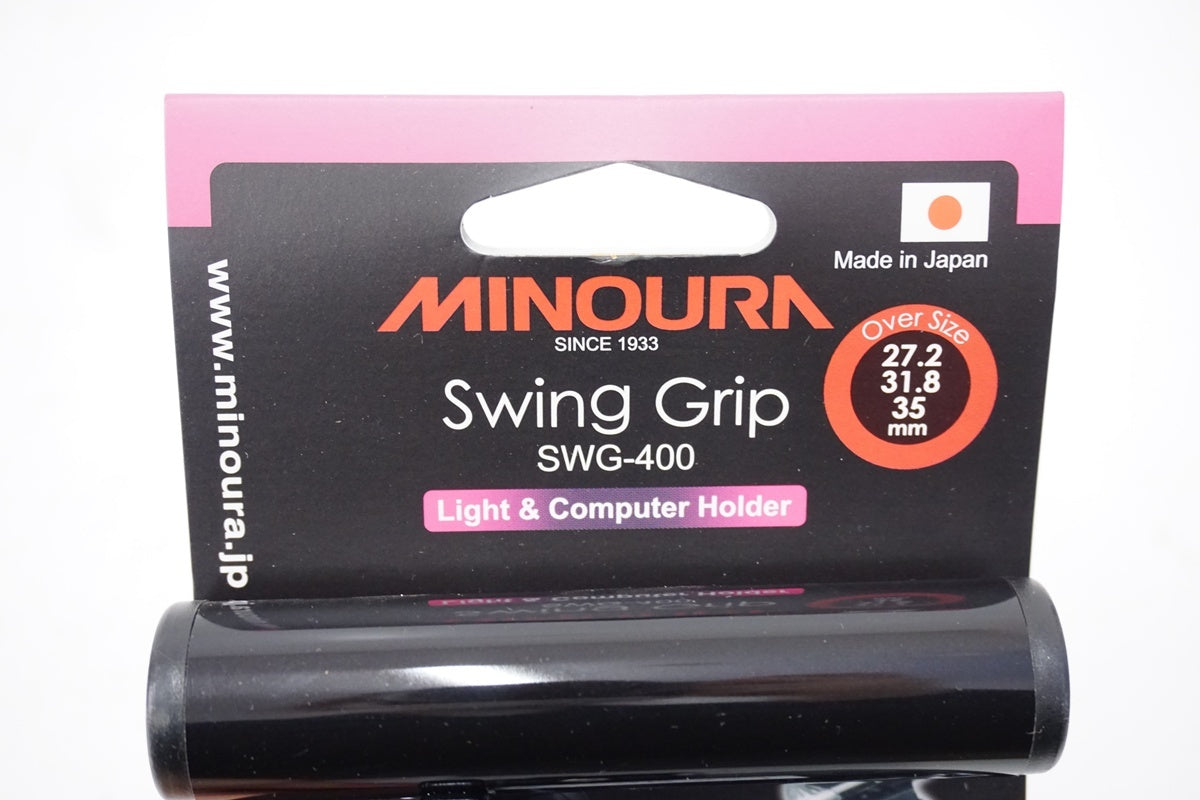 Made in Japan
MINOURA
SINCE 1933
Over Size
27.2
31.8
35
mm
Swing Grip
SWG-400
Light & Computer Holder
www.minoura.jp